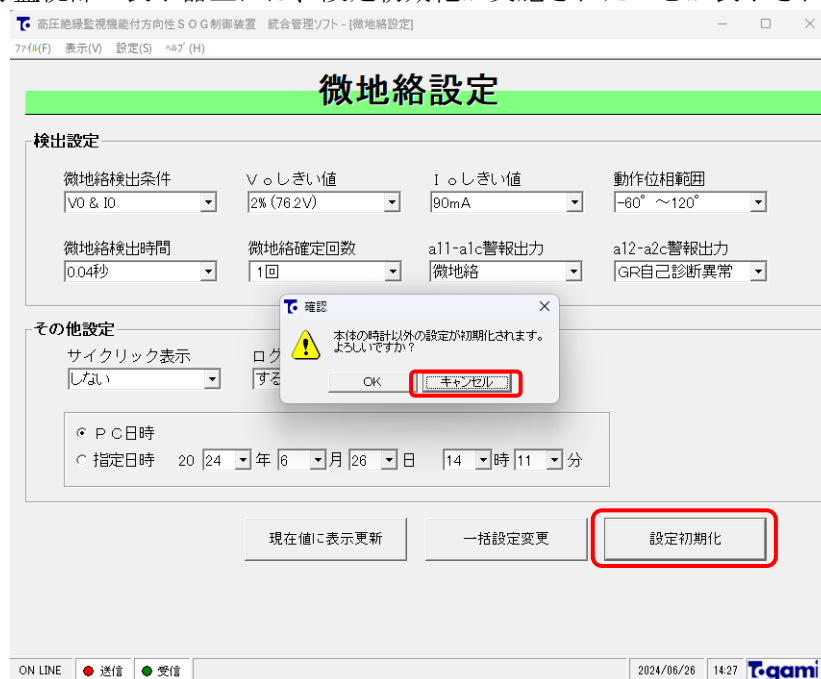 高圧絶縁監視機能付方向性ＳＯＧ制御装置　統合管理ソフト - [微地絡設定]
ﾌｧｲﾙ(F)　表示(V)　設定(S)　ﾍﾙﾌﾟ(H)
微地絡設定
検出設定
微地絡検出条件　Ｖｏしきい値　Ｉｏしきい値　動作位相範囲
V0 & I0　2% (76.2V)　90mA　-60°～120°
微地絡検出時間　微地絡確定回数　a11-a1c警報出力　a12-a2c警報出力
0.04秒　1回　微地絡　GR自己診断異常
確認
本体の時計以外の設定が初期化されます。
よろしいですか？
OK　キャンセル
その他設定
サイクリック表示　ログ
しない　する
ＰＣ日時
指定日時　20 24 年 6 月 26 日　14 時 11 分
現在値に表示更新　一括設定変更　設定初期化
ON LINE　送信　受信　2024/06/26　14:27　Togami